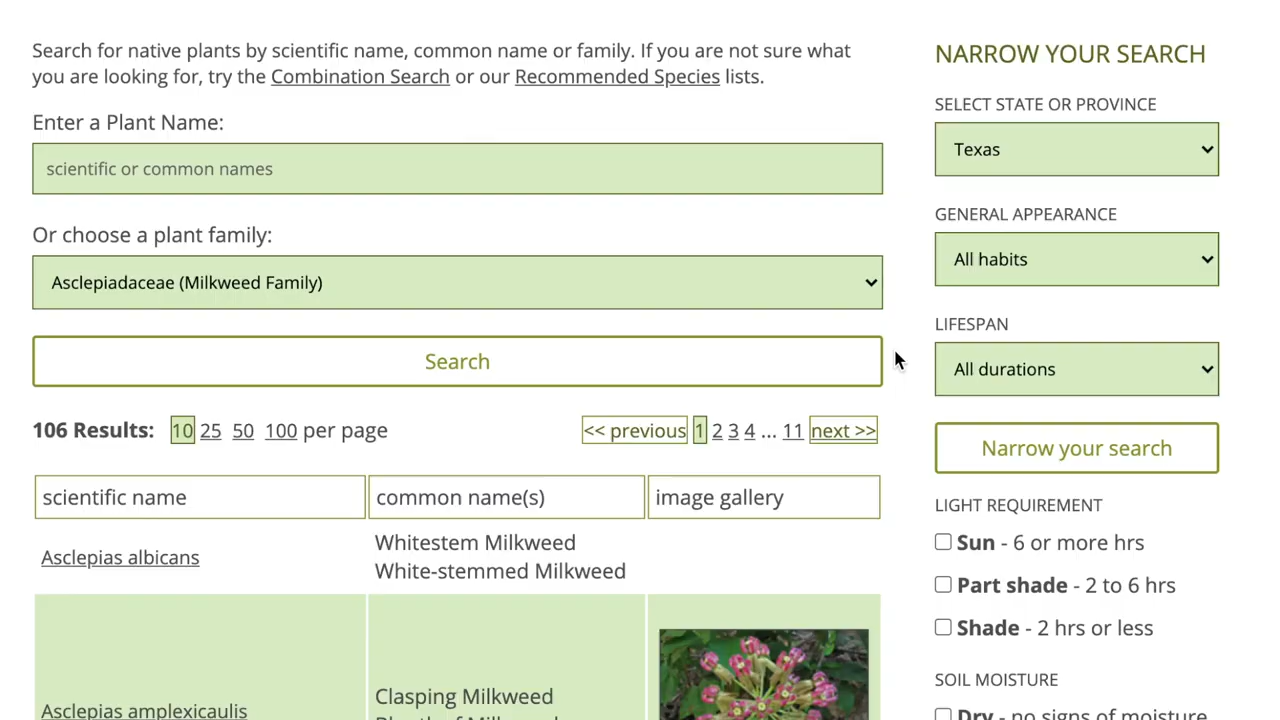 Search for native plants by scientific name, common name or family. If you are not sure what
you are looking for, try the Combination Search or our Recommended Species lists.
Enter a Plant Name:
scientific or common names
Or choose a plant family:
Asclepiadaceae (Milkweed Family)
Search
106 Results: 10 25 50 100 per page
<< previous 1 2 3 4 ... 11 next >>
scientific name common name(s) image gallery
Asclepias albicans
Whitestem Milkweed
White-stemmed Milkweed
Asclepias amplexicaulis
Clasping Milkweed
NARROW YOUR SEARCH
SELECT STATE OR PROVINCE
Texas
GENERAL APPEARANCE
All habits
LIFESPAN
All durations
Narrow your search
LIGHT REQUIREMENT
Sun - 6 or more hrs
Part shade - 2 to 6 hrs
Shade - 2 hrs or less
SOIL MOISTURE
Dry - no signs of moisture